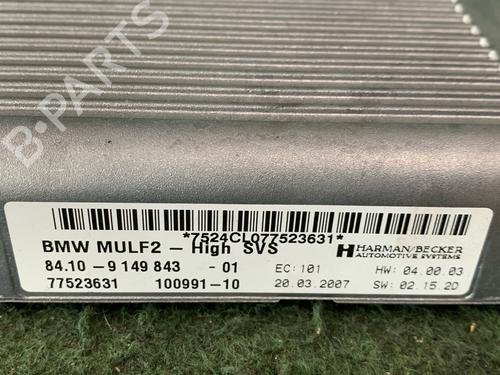 B-PARTS
*7524CL077523631*
BMW MULF2 - High SVS
HARMAN/BECKER
AUTOMOTIVE SYSTEMS
84.10 - 9 149 843 - 01 EC: 101 HW: 04.00.03
77523631 100991-10 20.03.2007 SW: 02.15.2D